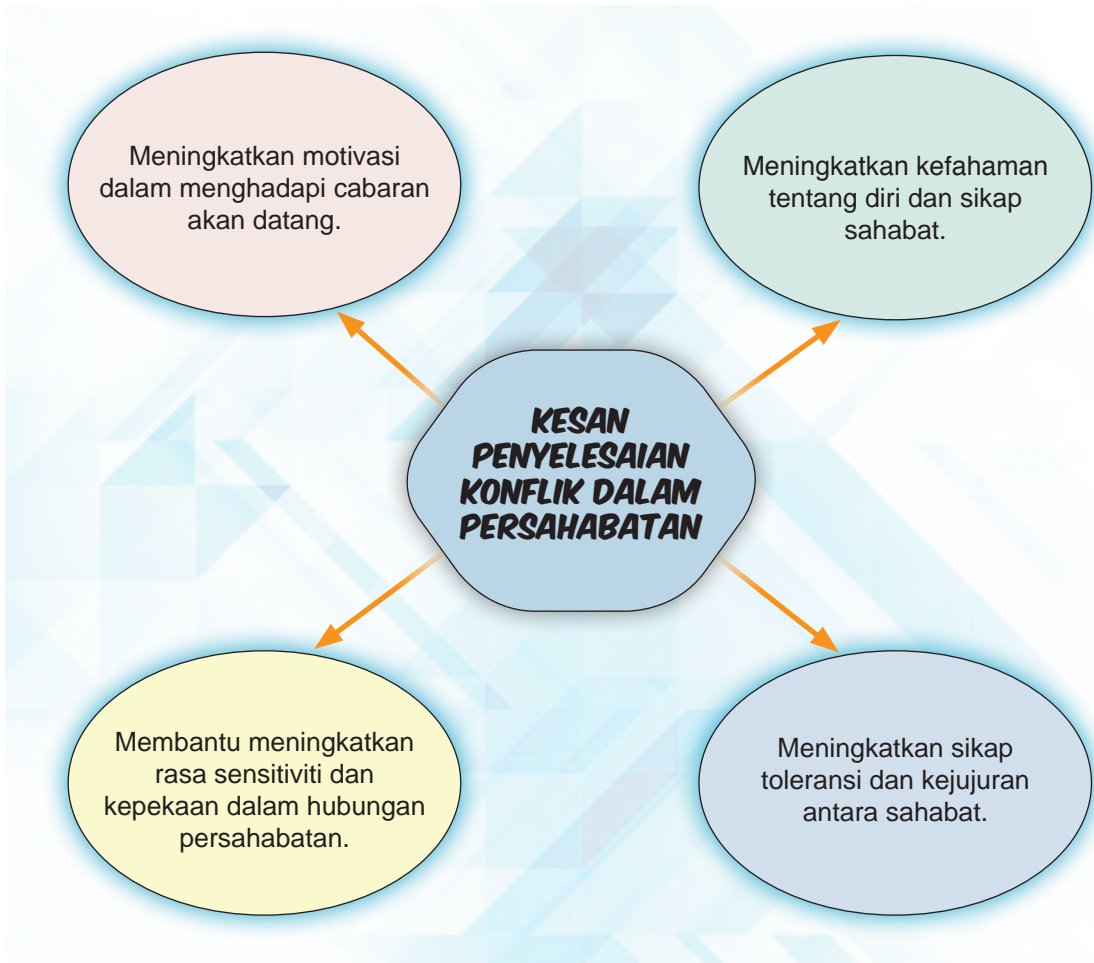 Meningkatkan motivasi
dalam menghadapi cabaran
akan datang.
Meningkatkan kefahaman
tentang diri dan sikap
sahabat.
KESAN
PENYELESAIAN
KONFLIK DALAM
PERSAHABATAN
Membantu meningkatkan
rasa sensitiviti dan
kepekaan dalam hubungan
persahabatan.
Meningkatkan sikap
toleransi dan kejujuran
antara sahabat.